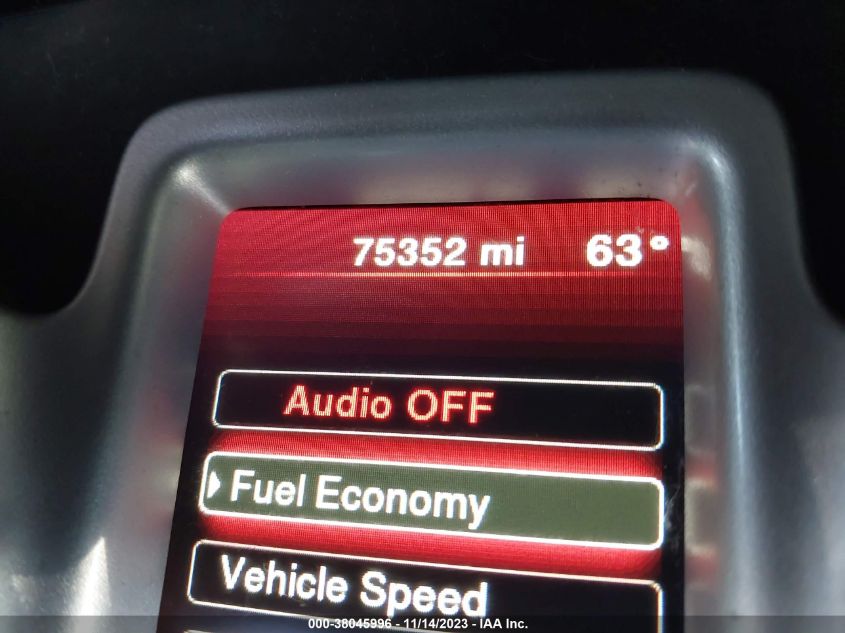 75352 mi 63°
Audio OFF
Fuel Economy
Vehicle Speed
000-38045996 - 11/14/2023 - IAA Inc.